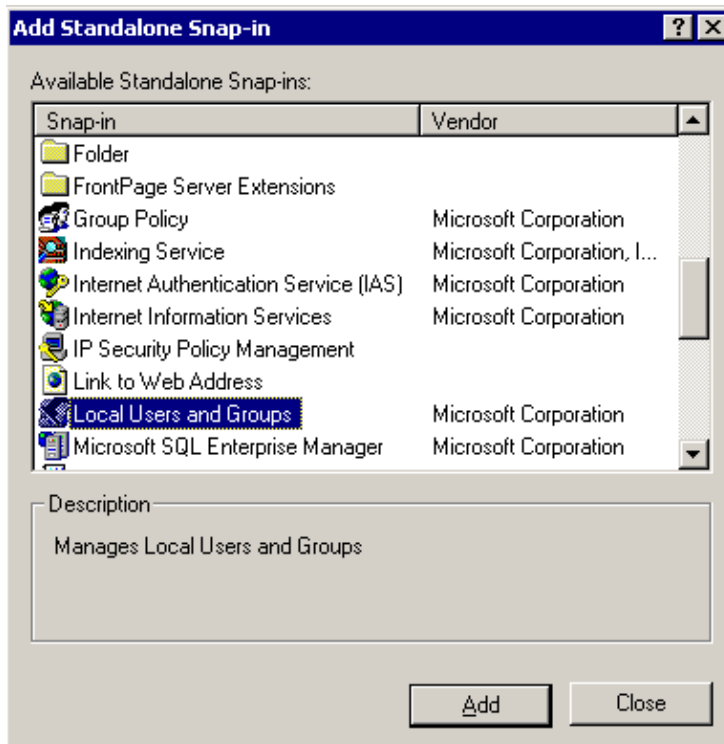 Add Standalone Snap-in
Available Standalone Snap-ins:
Snap-in Vendor
Folder
FrontPage Server Extensions
Group Policy Microsoft Corporation
Indexing Service Microsoft Corporation, I...
Internet Authentication Service (IAS) Microsoft Corporation
Internet Information Services Microsoft Corporation
IP Security Policy Management
Link to Web Address
Local Users and Groups Microsoft Corporation
Microsoft SQL Enterprise Manager Microsoft Corporation
Description
Manages Local Users and Groups
Add Close